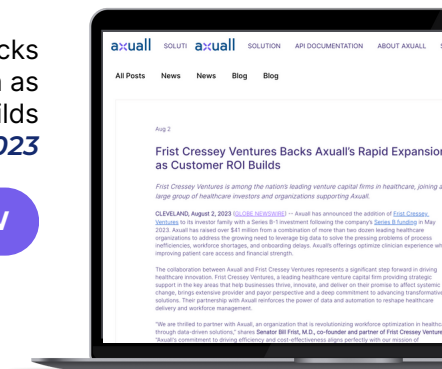 cks
as
ilds
023
axuall SOLUTI axuall SOLUTION API DOCUMENTATION ABOUT AXUALL
All Posts News News Blog Blog
Aug 2
Frist Cressey Ventures Backs Axuall's Rapid Expansion
as Customer ROI Builds
Frist Cressey Ventures is among the nation's leading venture capital firms in healthcare, joining a
large group of healthcare investors and organizations supporting Axuall.
CLEVELAND, August 2, 2023 (GLOBE NEWSWIRE) — Axuall has announced the addition of Frist Cressey
Ventures to its investor family with a Series B-1 investment following the company's Series B funding in May
2023. Axuall has raised over $41 million from a combination of more than two dozen leading healthcare
organizations to address the growing need to leverage big data to solve the pressing problems of process
inefficiencies, workforce shortages, and onboarding delays. Axuall's offerings optimize clinician experience wh
improving patient care access and financial strength.
The collaboration between Axuall and Frist Cressey Ventures represents a significant step forward in driving
healthcare innovation. Frist Cressey Ventures, a leading healthcare venture capital firm providing strategic
support in the key areas that help businesses thrive, innovate, and deliver on their promise to affect systemic
change, brings extensive provider and payor perspective and a deep commitment to advancing transformative
solutions. Their partnership with Axuall reinforces the power of data and automation to reshape healthcare
delivery and workforce management.
"We are thrilled to partner with Axuall, an organization that is revolutionizing workforce optimization in healthc
through data-driven solutions," shares Senator Bill Frist, M.D., co-founder and partner of Frist Cressey Venture
"Axuall's commitment to driving efficiency and cost-effectiveness aligns perfectly with our mission of